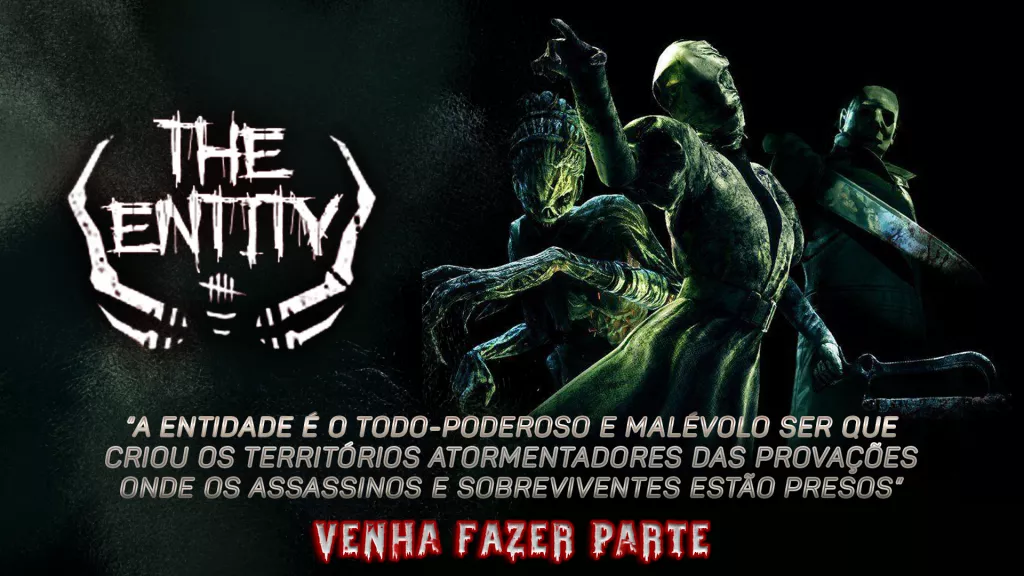 THE
ENTITY
"A ENTIDADE É O TODO-PODEROSO E MALÉVOLO SER QUE
CRIOU OS TERRITÓRIOS ATORMENTADORES DAS PROVAÇÕES
ONDE OS ASSASSINOS E SOBREVIVENTES ESTÃO PRESOS"
VENHA FAZER PARTE